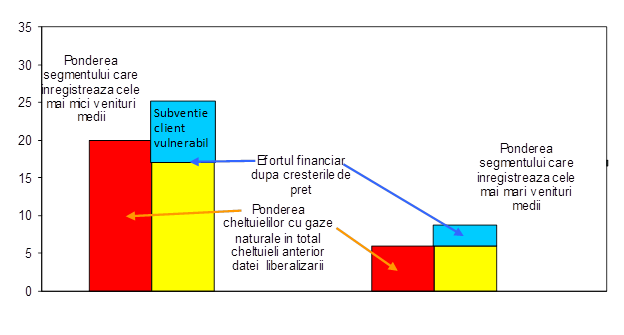 35
30
25
20
15
10
5
0
Ponderea
segmentului care
inregistreaza cele
mai mici venituri
medii
Subventie
client
vulnerabil
Efortul financiar
dupa cresterile de
pret
Ponderea
cheltuielilor cu gaze
naturale in total
cheltuieli anterior
datei liberalizarii
Ponderea
segmentului care
inregistreaza cele
mai mari venituri
medii